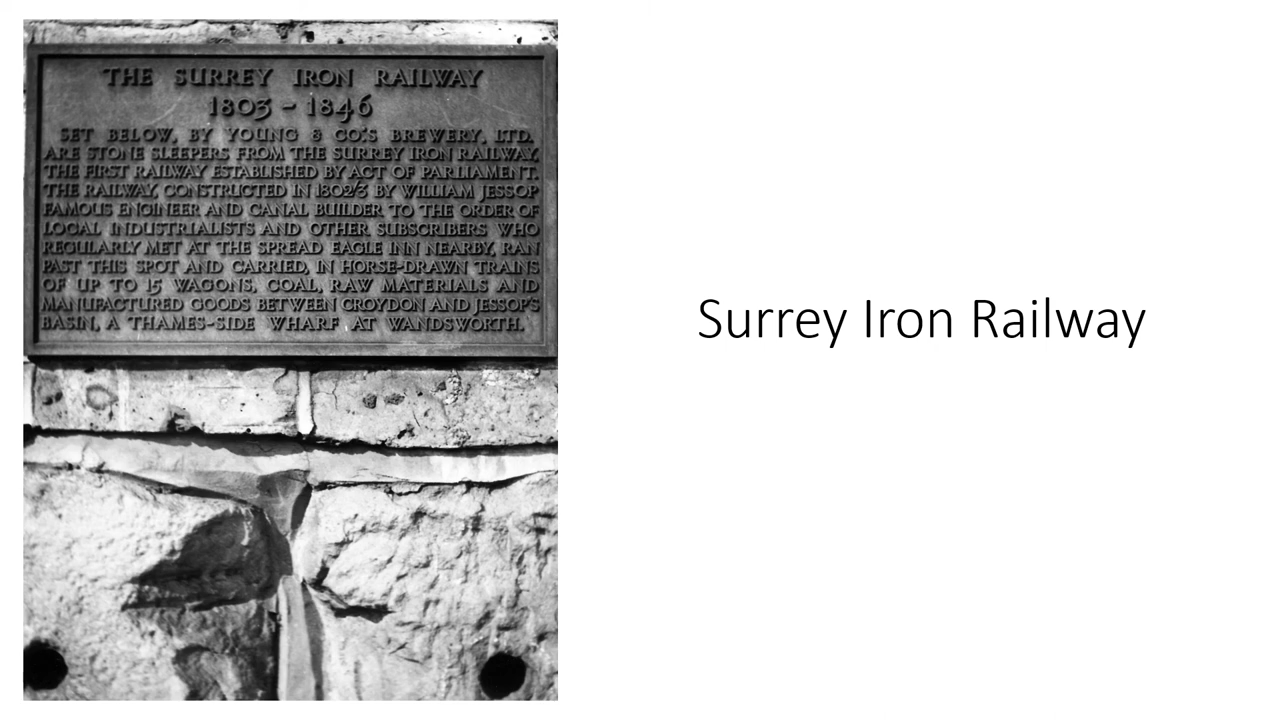 THE SURREY IRON RAILWAY
1803 - 1846
SET BELOW, BY YOUNG & CO'S BREWERY, LTD.
ARE STONE SLEEPERS FROM THE SURREY IRON RAILWAY,
THE FIRST RAILWAY ESTABLISHED BY ACT OF PARLIAMENT.
THE RAILWAY, CONSTRUCTED IN 1802/3 BY WILLIAM JESSOP
FAMOUS ENGINEER AND CANAL BUILDER TO THE ORDER OF
LOCAL INDUSTRIALISTS AND OTHER SUBSCRIBERS WHO
REGULARLY MET AT THE SPREAD EAGLE INN NEARBY, RAN
PAST THIS SPOT AND CARRIED, IN HORSE-DRAWN TRAINS
OF UP TO 15 WAGONS, COAL, RAW MATERIALS AND
MANUFACTURED GOODS BETWEEN CROYDON AND JESSOP'S
BASIN, A THAMES-SIDE WHARF AT WANDSWORTH.
Surrey Iron Railway